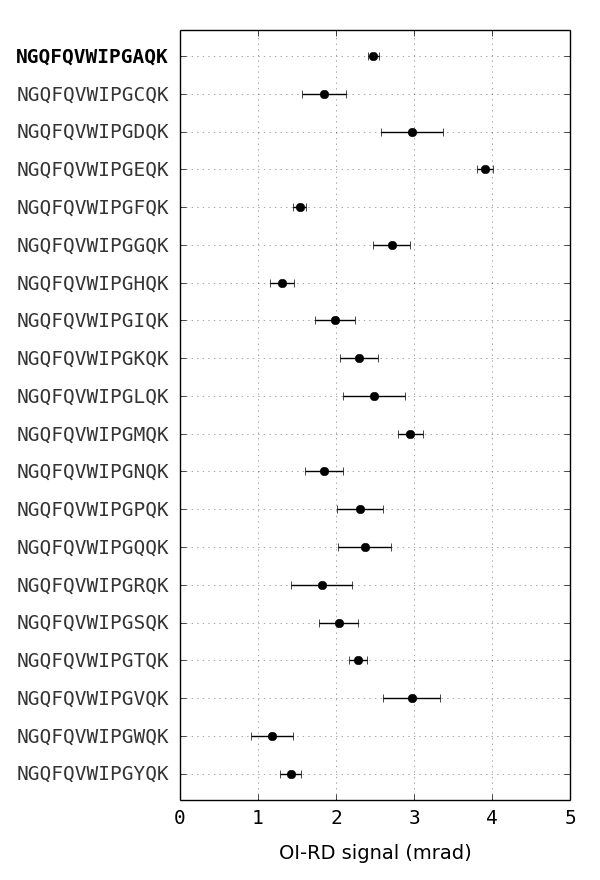 NGQFQVWIPGAQK
NGQFQVWIPGCQK
NGQFQVWIPGDQK
NGQFQVWIPGEQK
NGQFQVWIPGFQK
NGQFQVWIPGGQK
NGQFQVWIPGHQK
NGQFQVWIPGIQK
NGQFQVWIPGKQK
NGQFQVWIPGLQK
NGQFQVWIPGMQK
NGQFQVWIPGNQK
NGQFQVWIPGPQK
NGQFQVWIPGQQK
NGQFQVWIPGRQK
NGQFQVWIPGSQK
NGQFQVWIPGTQK
NGQFQVWIPGVQK
NGQFQVWIPGWQK
NGQFQVWIPGYQK
0 1 2 3 4 5
OI-RD signal (mrad)